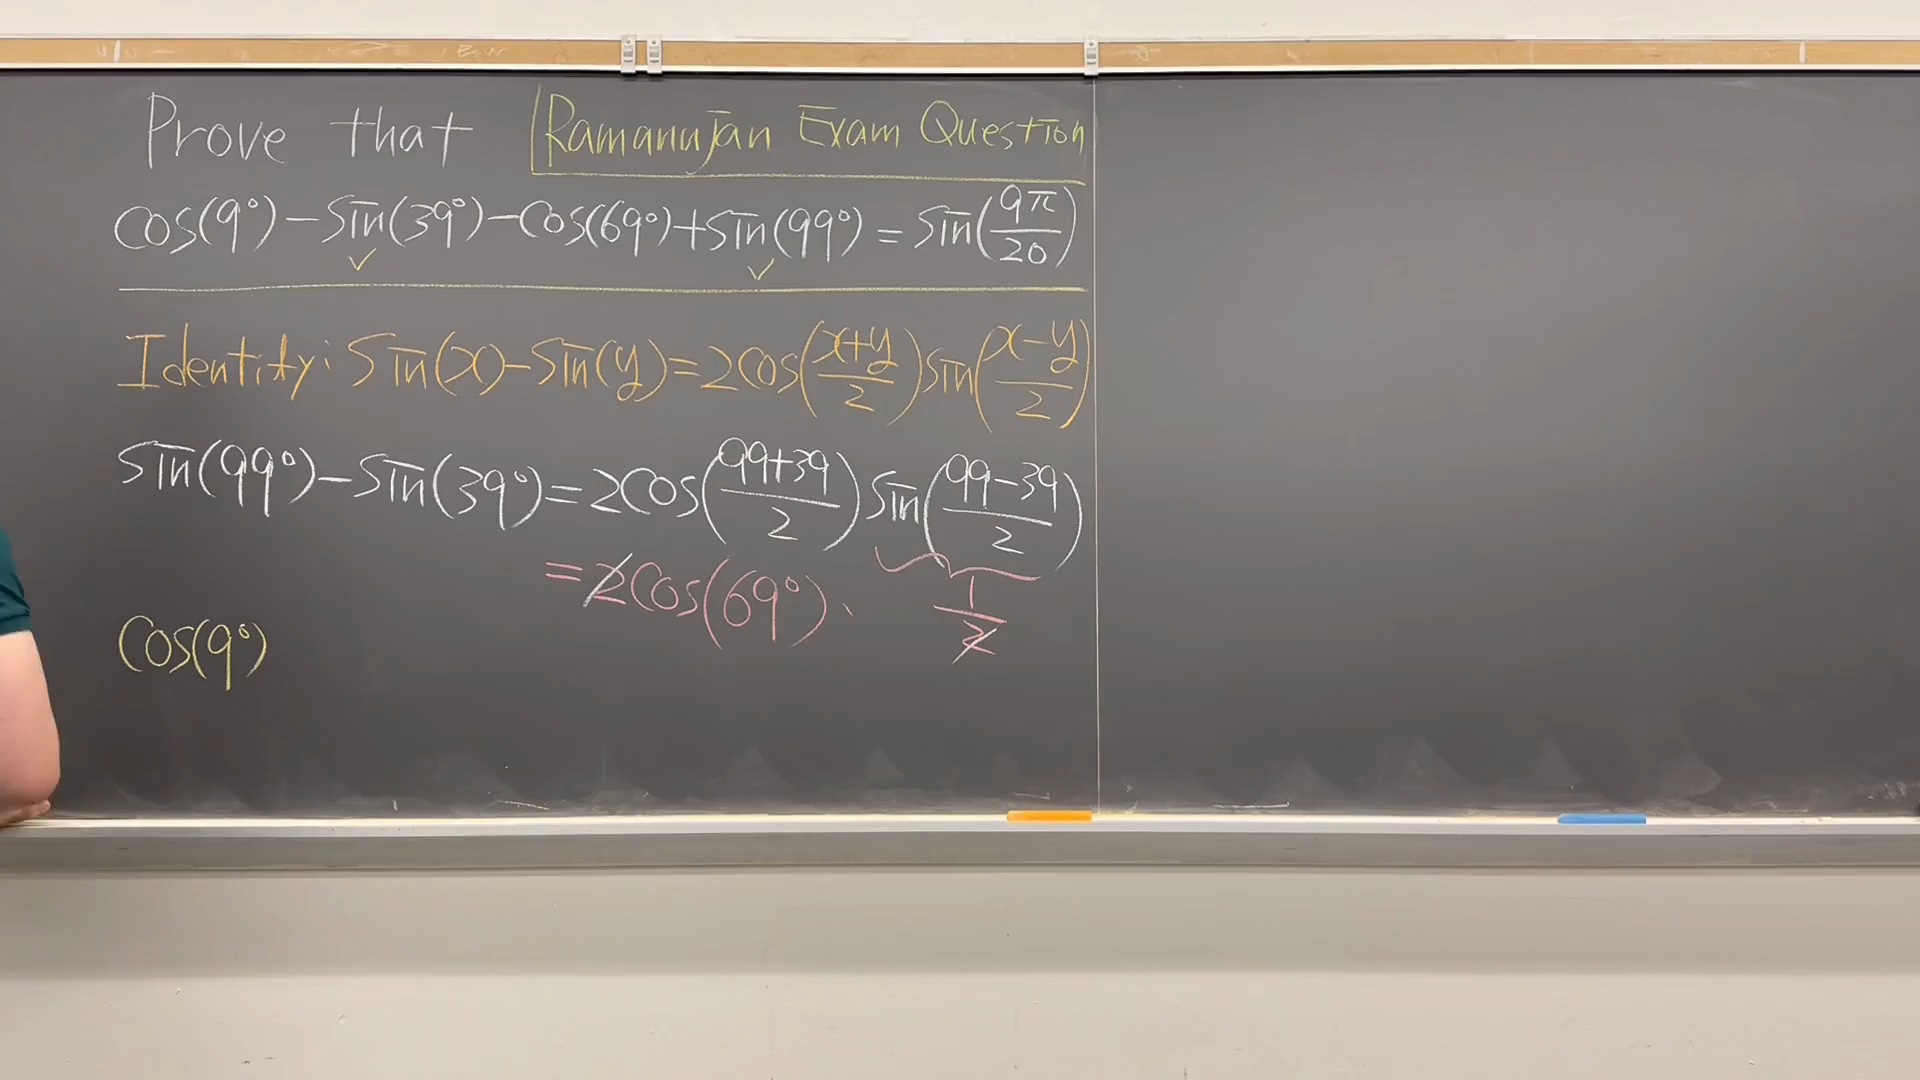 Prove that Ramanujan Exam Question
Cos(9°)-Sin(39°)-Cos(69°)+Sin(99°)=Sin(9π/20)
Identity: Sin(x)-Sin(y)=2Cos(x+y/2)Sin(x-y/2)
Sin(99°)-Sin(39°)=2Cos(99+39/2)Sin(99-39/2)
=2Cos(69°). 1/2
Cos(9°)